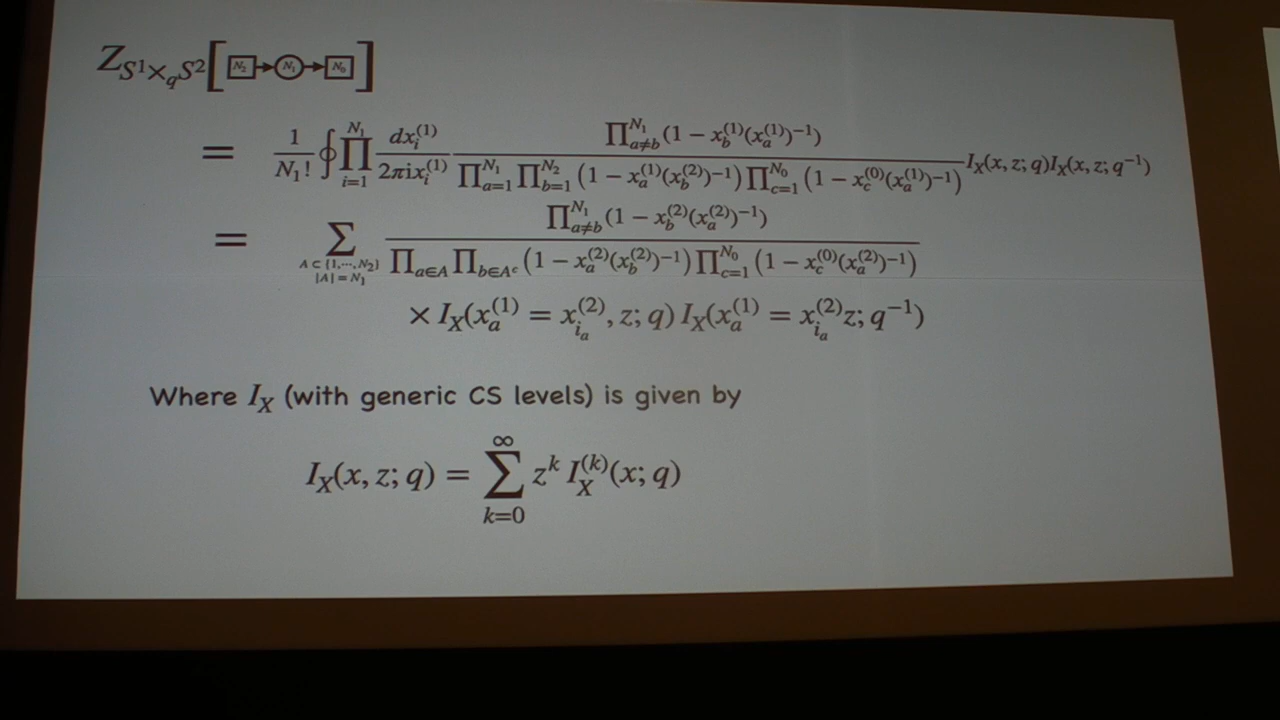 Z_{S^1 ×_q S^2} [ N_2 → N_1 → N_0 ]
= \frac{1}{N_1!} ∮ ∏_{i=1}^{N_1} \frac{dx_i^{(1)}}{2πi x_i^{(1)}} \frac{∏_{a≠b}^{N_1} (1 − x_b^{(1)}(x_a^{(1)})^{−1})}{∏_{a=1}^{N_1} ∏_{b=1}^{N_2} (1 − x_a^{(1)}(x_b^{(2)})^{−1}) ∏_{c=1}^{N_0} (1 − x_c^{(0)}(x_a^{(1)})^{−1})} I_X(x, z; q) I_X(x, z; q^{−1})
= ∑_{A ⊂ {1,⋯,N_2} |A| = N_1} \frac{∏_{a≠b}^{N_1} (1 − x_b^{(2)}(x_a^{(2)})^{−1})}{∏_{a∈A} ∏_{b∈A^c} (1 − x_a^{(2)}(x_b^{(2)})^{−1}) ∏_{c=1}^{N_0} (1 − x_c^{(0)}(x_a^{(2)})^{−1})}
× I_X(x_a^{(1)} = x_{i_a}^{(2)}, z; q) I_X(x_a^{(1)} = x_{i_a}^{(2)} z; q^{−1})
Where I_X (with generic CS levels) is given by
I_X(x, z; q) = ∑_{k=0}^{∞} z^k I_X^{(k)}(x; q)